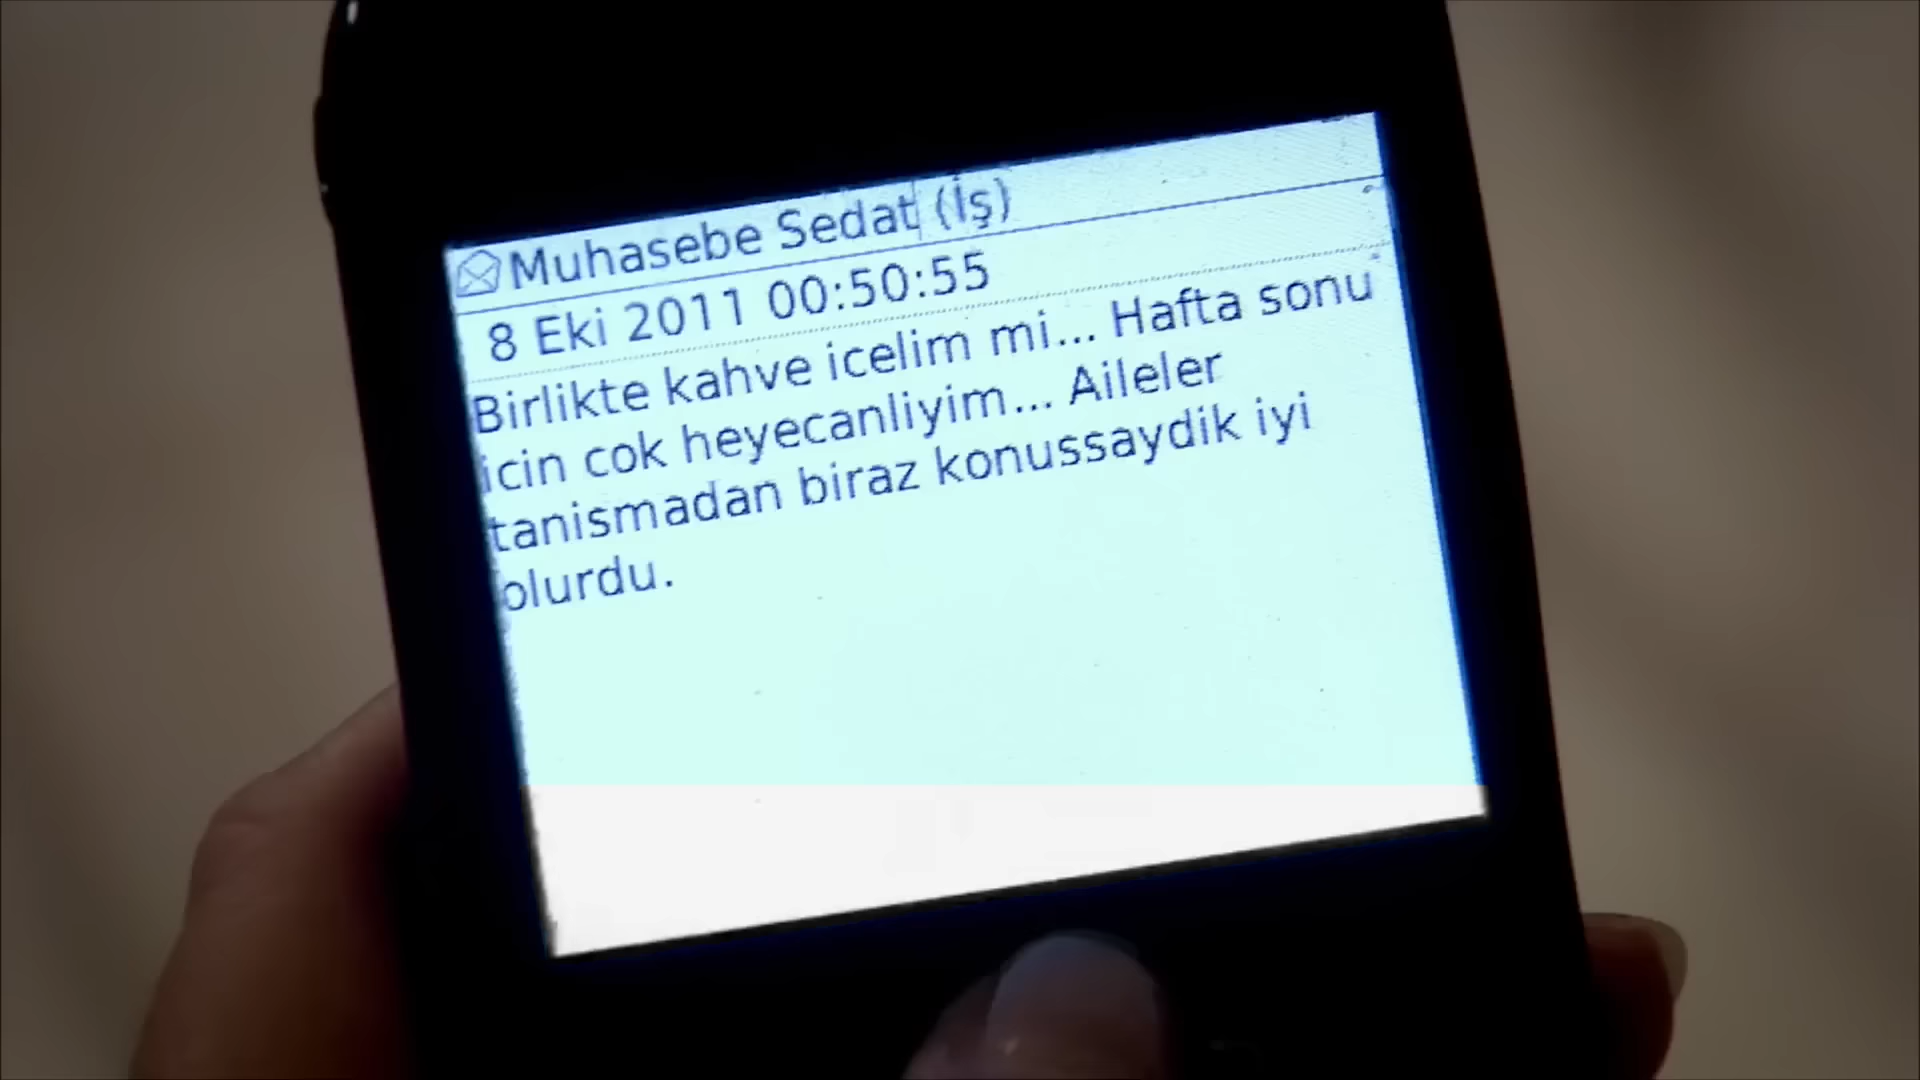 Muhasebe Sedat (İş)
8 Eki 2011 00:50:55
Birlikte kahve icelim mi... Hafta sonu
icin cok heyecanliyim... Aileler
tanismadan biraz konussaydik iyi
olurdu.